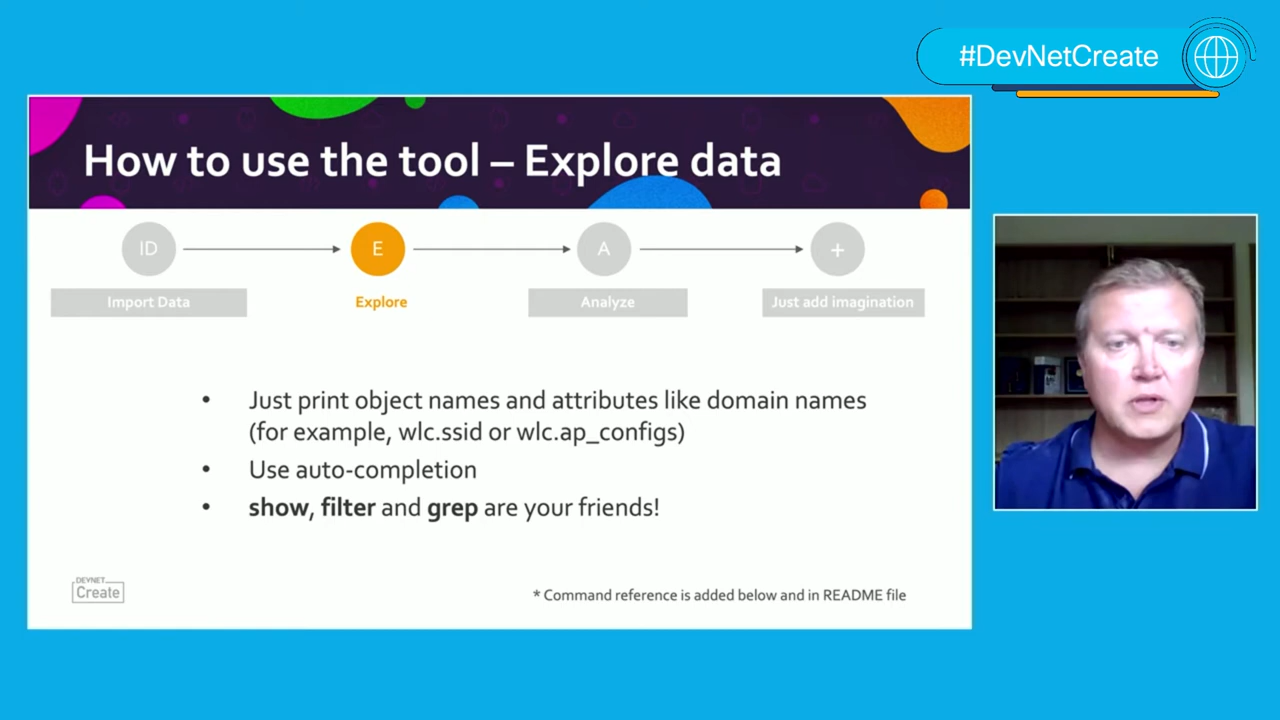 #DevNetCreate
How to use the tool – Explore data
ID
E
A
+
Import Data
Explore
Analyze
Just add imagination
• Just print object names and attributes like domain names
(for example, wlc.ssid or wlc.ap_configs)
• Use auto-completion
• show, filter and grep are your friends!
DEVNET
Create
* Command reference is added below and in README file